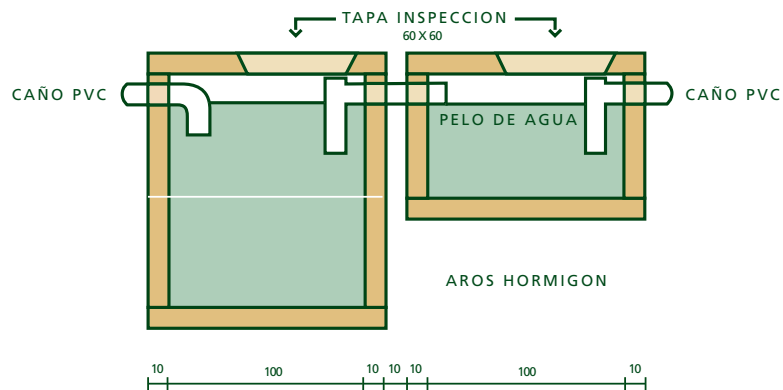 TAPA INSPECCION
60 X 60
CAÑO PVC
CAÑO PVC
PELO DE AGUA
AROS HORMIGON
10 100 10 10 10 100 10